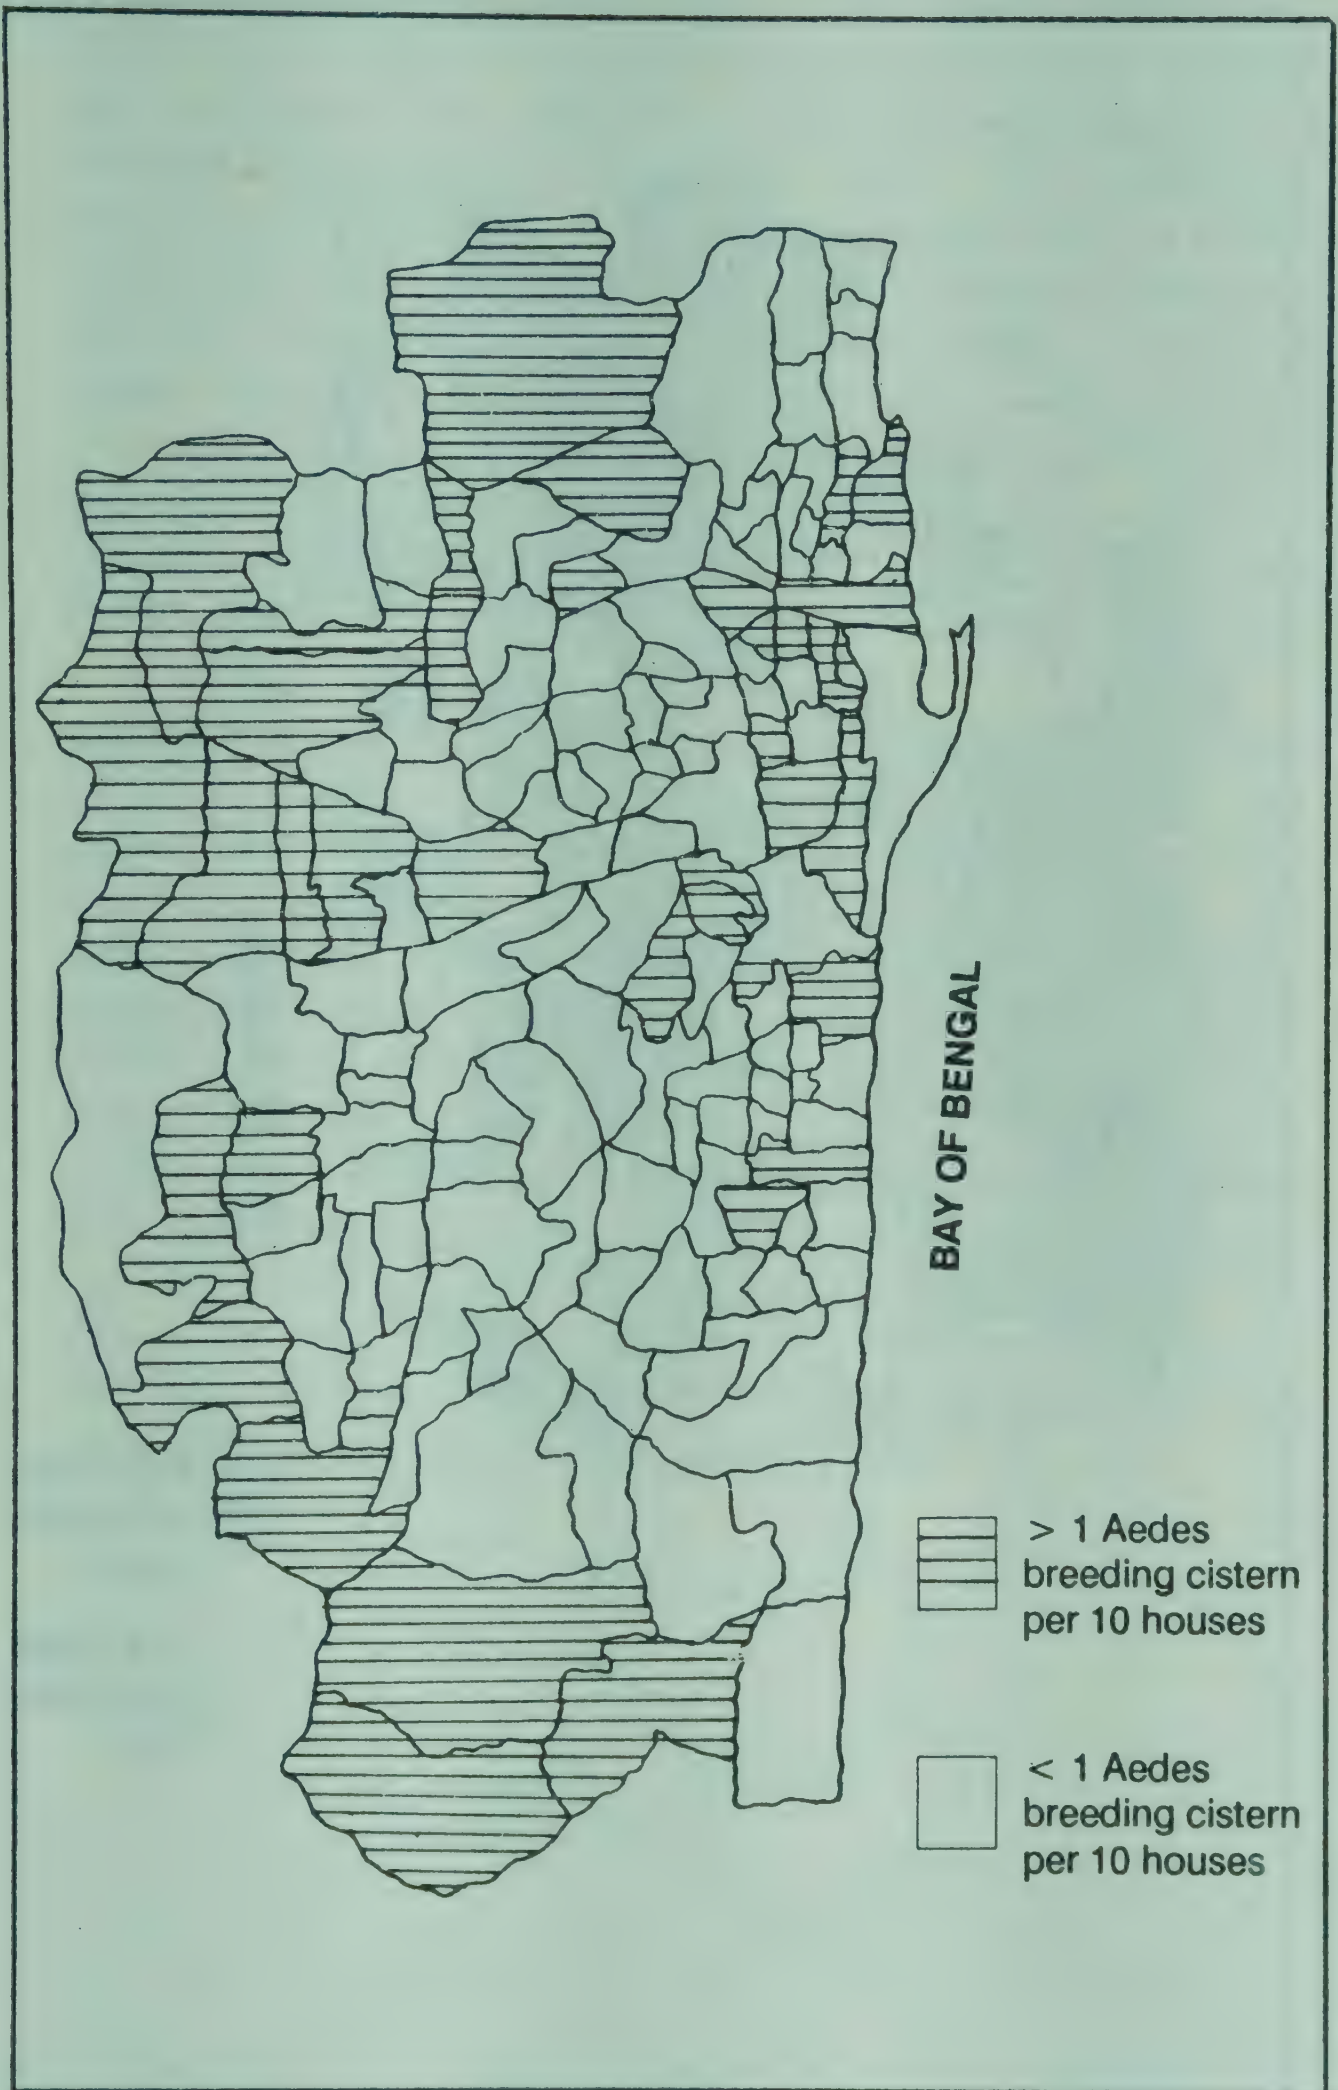 BAY OF BENGAL
> 1 Aedes
breeding cistern
per 10 houses
< 1 Aedes
breeding cistern
per 10 houses